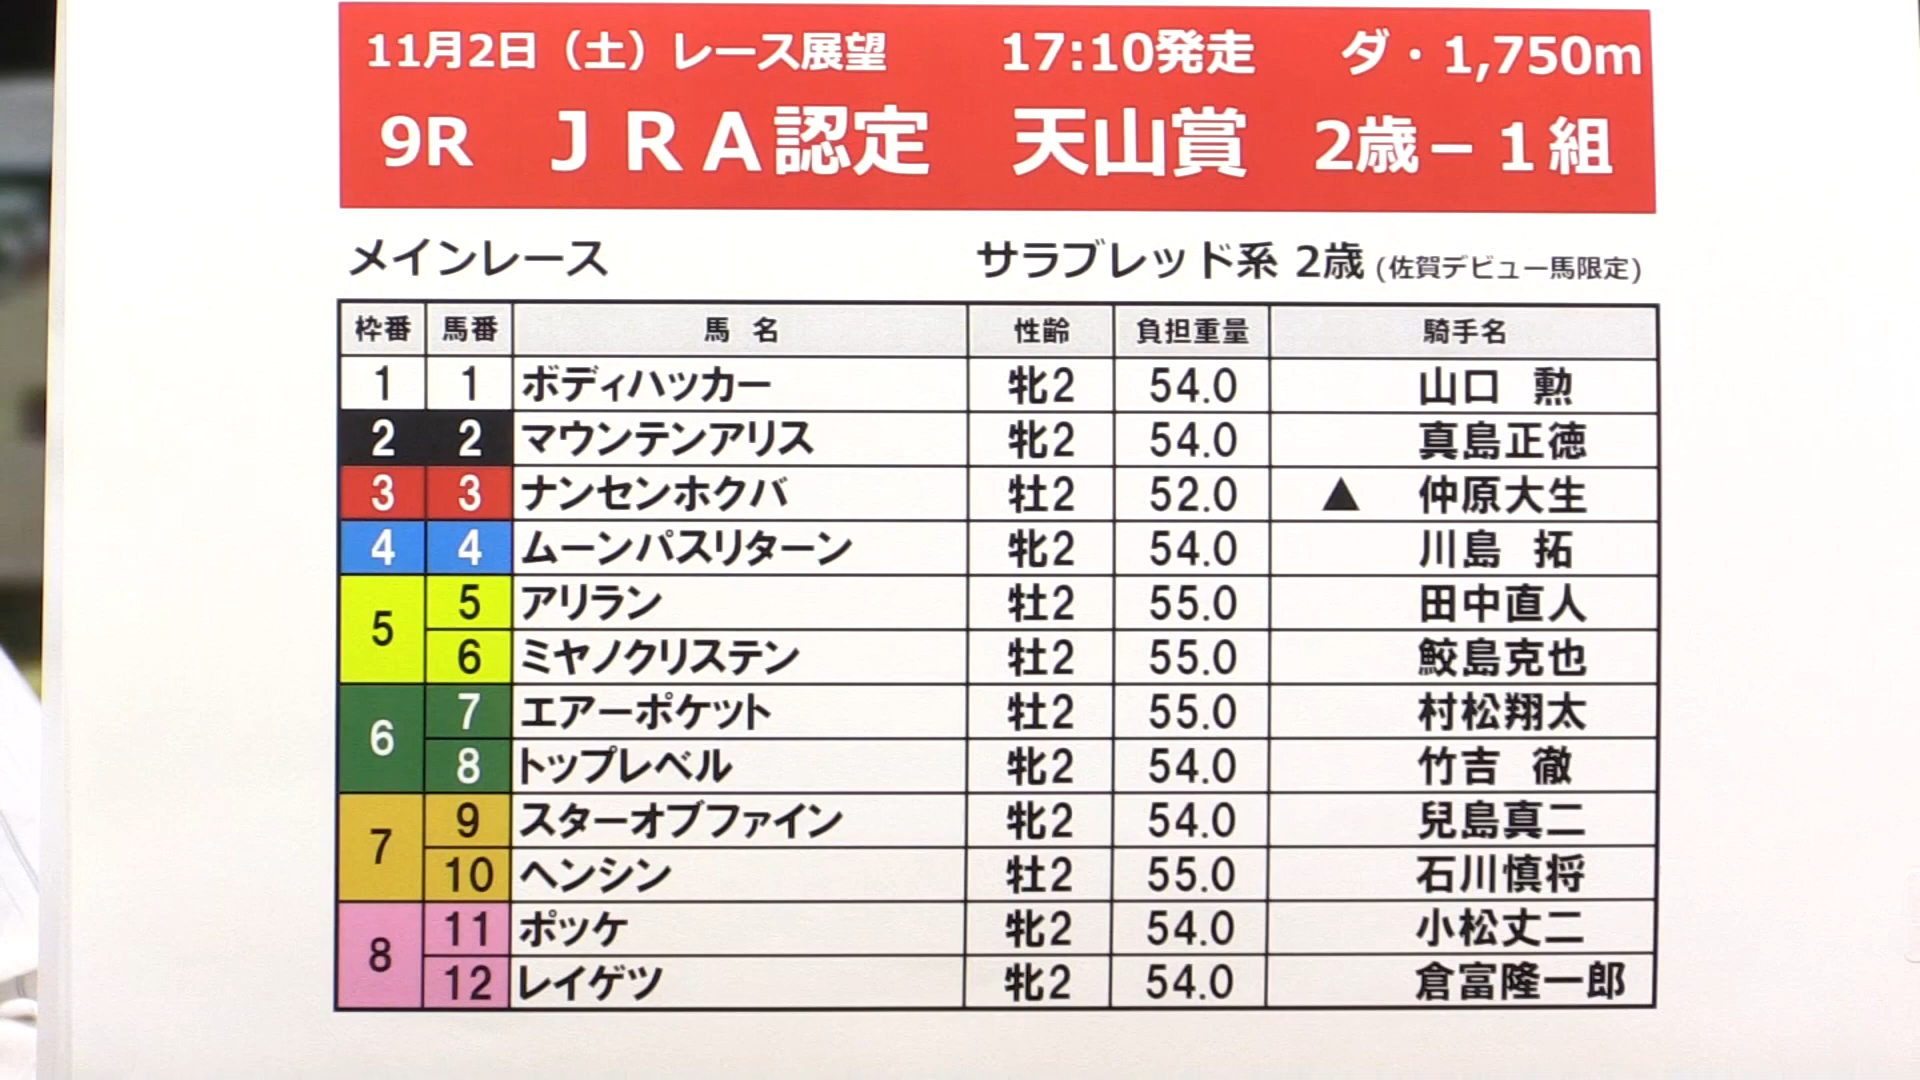 11月2日（土）レース展望 17:10発走 ダ・1,750m
9R ＪＲＡ認定 天山賞 2歳－１組
メインレース サラブレッド系 2歳 (佐賀デビュー馬限定)
枠番 馬番 馬 名 性齢 負担重量 騎手名
1 1 ボディハッカー 牝2 54.0 山口 勲
2 2 マウンテンアリス 牝2 54.0 真島正徳
3 3 ナンセンホクバ 牡2 52.0 ▲ 仲原大生
4 4 ムーンパスリターン 牝2 54.0 川島 拓
5 5 アリラン 牡2 55.0 田中直人
6 ミヤノクリステン 牡2 55.0 鮫島克也
6 7 エアーポケット 牡2 55.0 村松翔太
8 トップレベル 牝2 54.0 竹吉 徹
7 9 スターオブファイン 牝2 54.0 兒島真二
10 ヘンシン 牡2 55.0 石川慎将
8 11 ポッケ 牝2 54.0 小松丈二
12 レイゲツ 牝2 54.0 倉富隆一郎